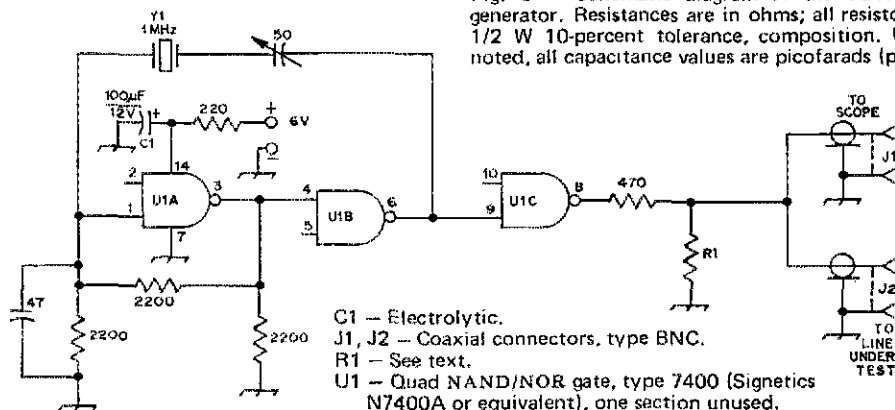 generator. Resistances are in ohms; all resisto
1/2 W 10-percent tolerance, composition. U
noted, all capacitance values are picofarads (p
Y1
1MHz
50
100µF
12V
C1
+
220
+
6V
-
14
2
U1A
3
1
7
4
U1B
6
5
10
U1C
8
9
470
R1
TO
SCOPE
J1
J2
TO
LINE
UNDER
TEST
47
2200
2200
2200
C1 – Electrolytic.
J1, J2 – Coaxial connectors, type BNC.
R1 – See text.
U1 – Quad NAND/NOR gate, type 7400 (Signetics
N7400A or equivalent), one section unused.